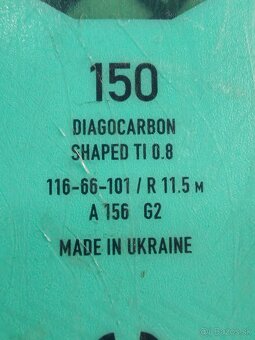 150
DIAGOCARBON
SHAPED TI 0.8
116-66-101 / R 11.5 M
A 156 G2
MADE IN UKRAINE